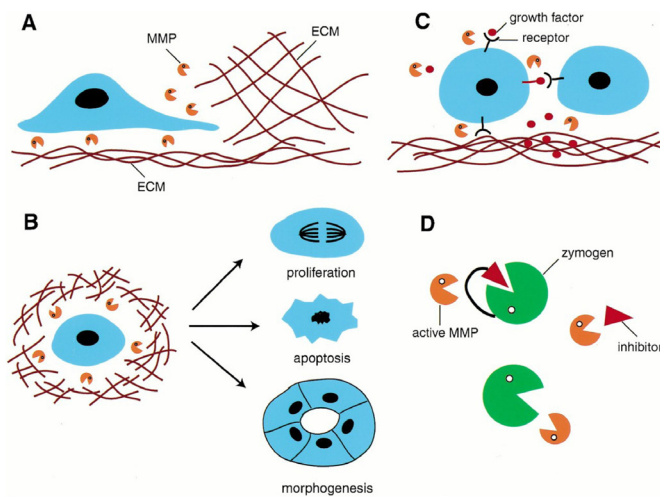 A
MMP
ECM
ECM
C
growth factor
receptor
B
proliferation
apoptosis
morphogenesis
D
zymogen
active MMP
inhibitor